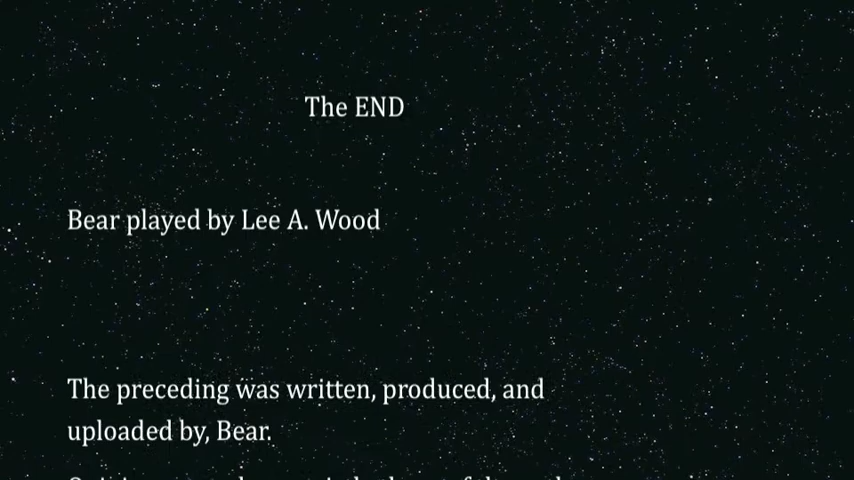 The END
Bear played by Lee A. Wood
The preceding was written, produced, and
uploaded by, Bear.